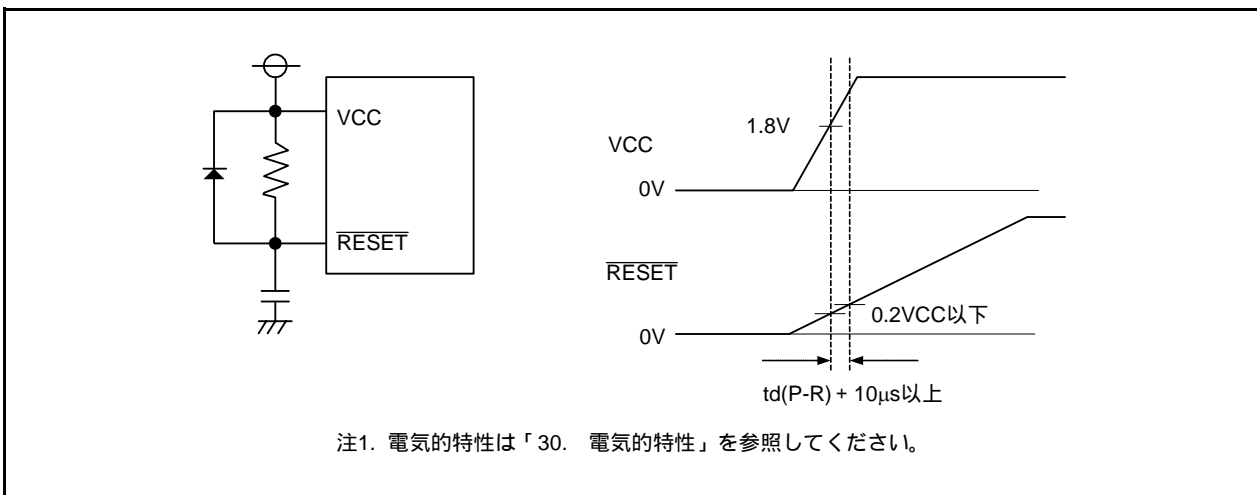 VCC
RESET
VCC
1.8V
0V
RESET
0V
0.2VCC以下
td(P-R) + 10μs以上
注1. 電気的特性は「30. 電気的特性」を参照してください。